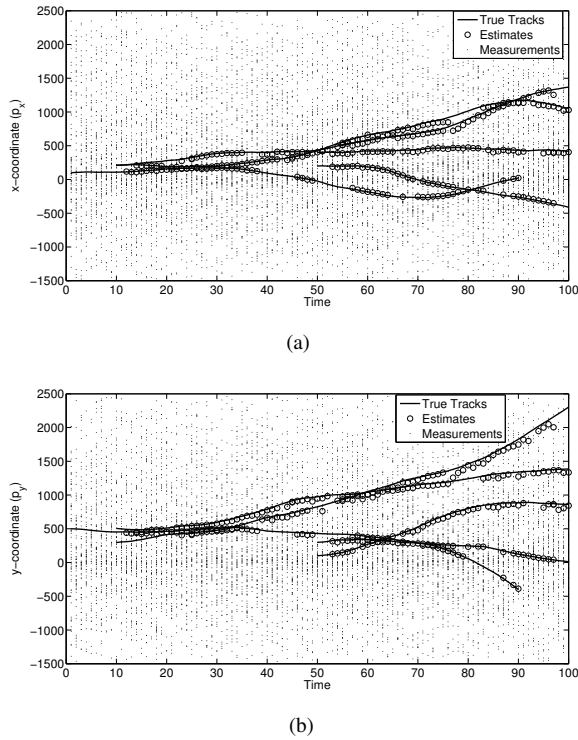 2500
2000
1500
1000
500
0
−500
−1000
−1500
x−coordinate (px)
0 10 20 30 40 50 60 70 80 90 100
Time
True Tracks
Estimates
Measurements
(a)
2500
2000
1500
1000
500
0
−500
−1000
−1500
y−coordinate (py)
0 10 20 30 40 50 60 70 80 90 100
Time
True Tracks
Estimates
Measurements
(b)